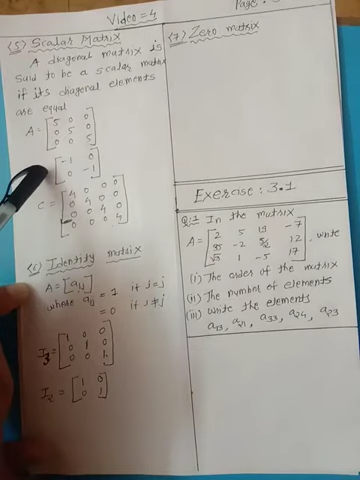 Video=4
Page:
(5) Scalar Matrix
A diagonal matrix is
said to be a scalar matrix
if its diagonal elements
are equal
A = [5 0 0
0 5 0
0 0 5]
[-1 0
0 -1]
C = [4 0 0 0
0 4 0 0
0 0 4 0
0 0 0 4]
(6) Identity matrix
A = [aij]
where aij = 1 if i=j
= 0 if i≠j
I3 = [1 0 0
0 1 0
0 0 1]
I2 = [1 0
0 1]
(7) Zero matrix
Exercise: 3.1
Q:1 In the matrix
A = [2 5 19 -7
35 -2 5/2 12
√3 1 -5 17], write
(i) The order of the matrix
(ii) The number of elements
(iii) write the elements
a13, a21, a33, a24, a23